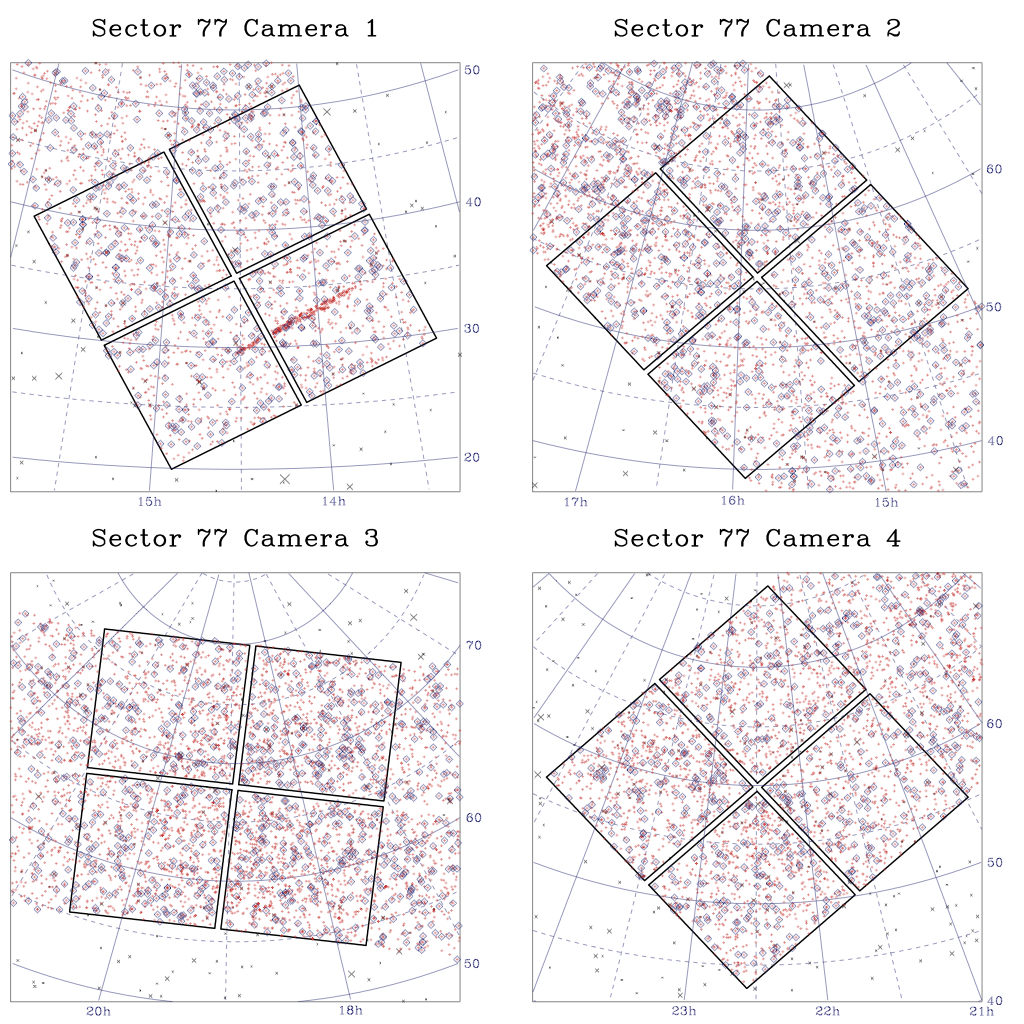 Sector 77 Camera 1
50
40
30
20
15h
14h
Sector 77 Camera 2
60
50
40
17h
16h
15h
Sector 77 Camera 3
70
60
50
20h
18h
Sector 77 Camera 4
60
50
40
23h
22h
21h